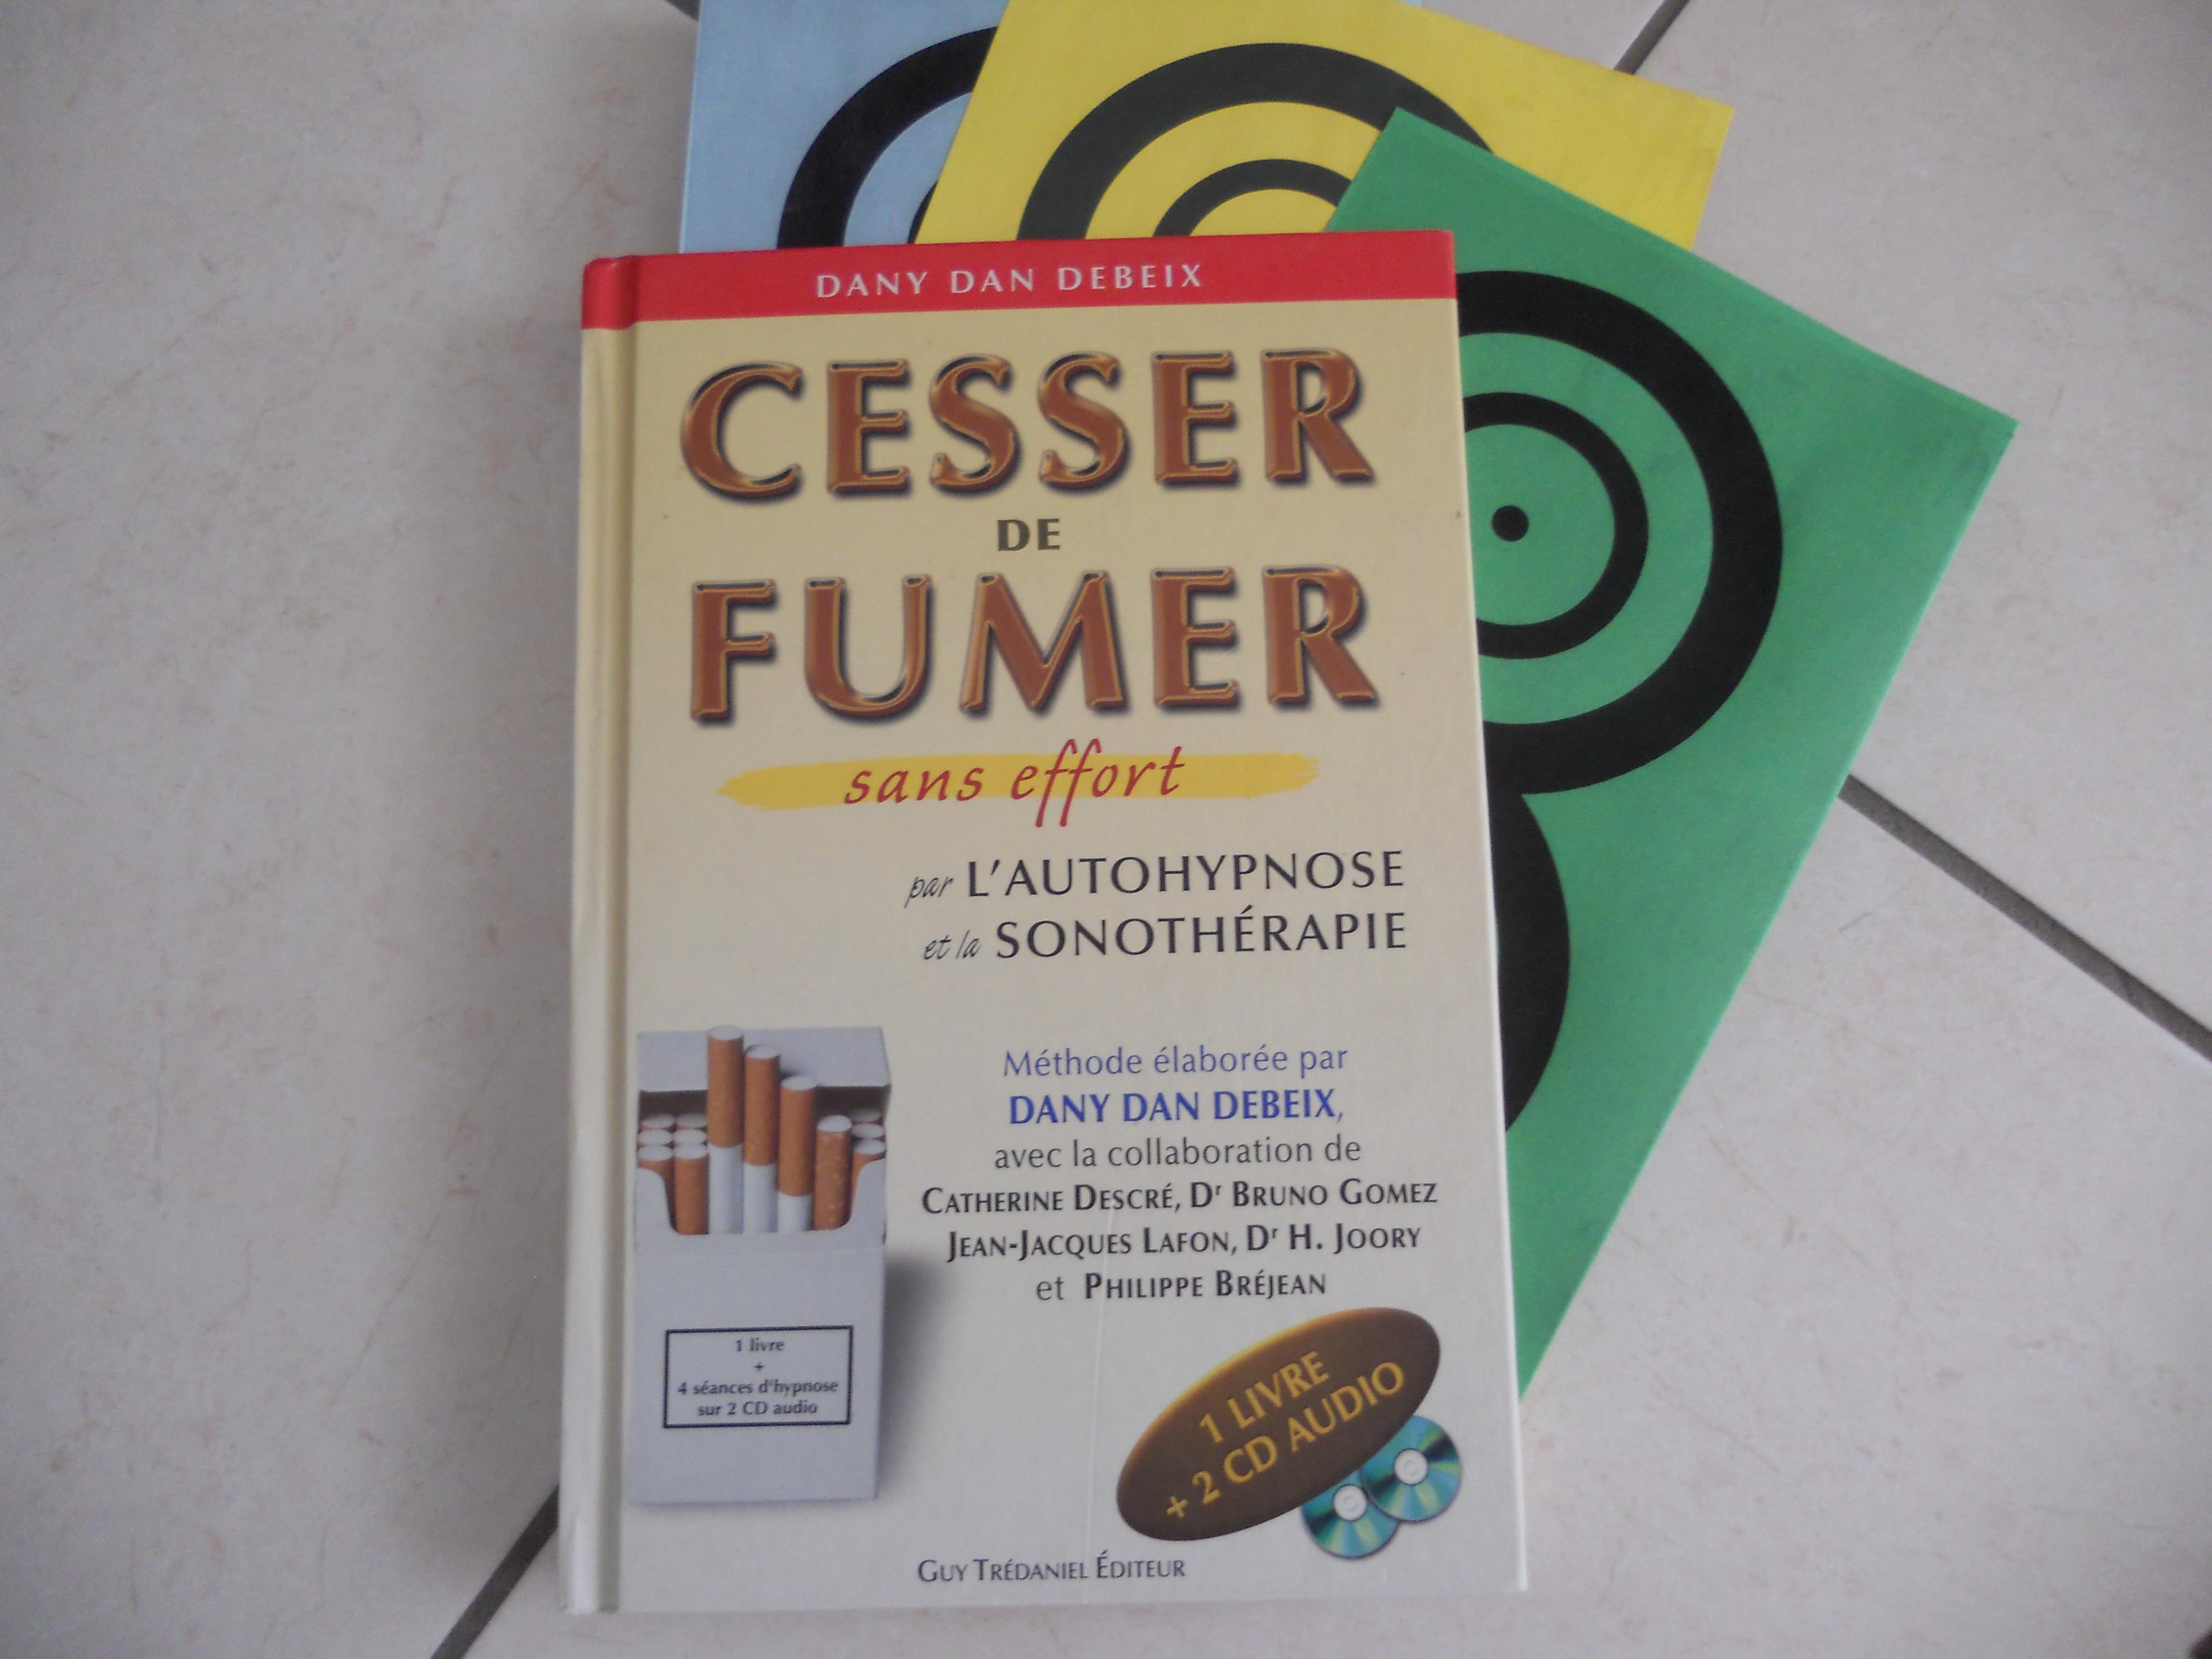 DANY DAN DEBEIX
CESSER
DE
FUMER
sans effort
par L'AUTOHYPNOSE
et la SONOTHÉRAPIE
Méthode élaborée par
DANY DAN DEBEIX,
avec la collaboration de
CATHERINE DESCRÉ, Dr BRUNO GOMEZ
JEAN-JACQUES LAFON, Dr H. JOORY
et PHILIPPE BRÉJEAN
1 livre
+
4 séances d'hypnose
sur 2 CD audio
1 LIVRE
+ 2 CD AUDIO
GUY TRÉDANIEL ÉDITEUR